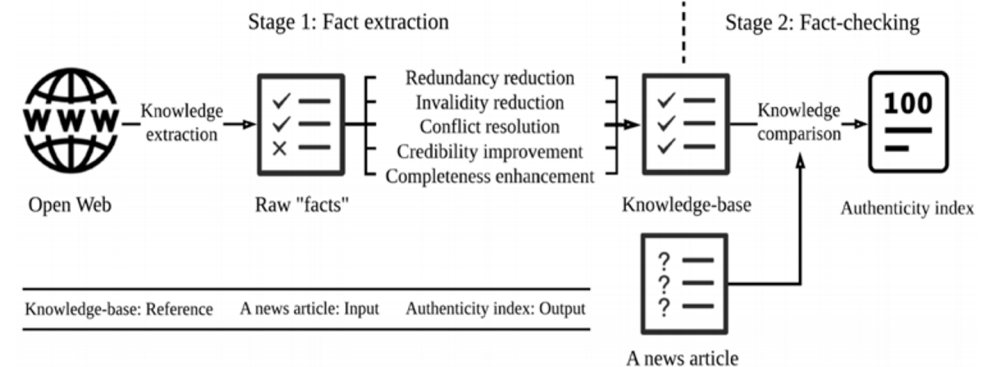 Stage 1: Fact extraction
Stage 2: Fact-checking
WWW
Knowledge
extraction
Redundancy reduction
Invalidity reduction
Conflict resolution
Credibility improvement
Completeness enhancement
Knowledge
comparison
100
Open Web
Raw "facts"
Knowledge-base
Authenticity index
? 
?
?
Knowledge-base: Reference
A news article: Input
Authenticity index: Output
A news article